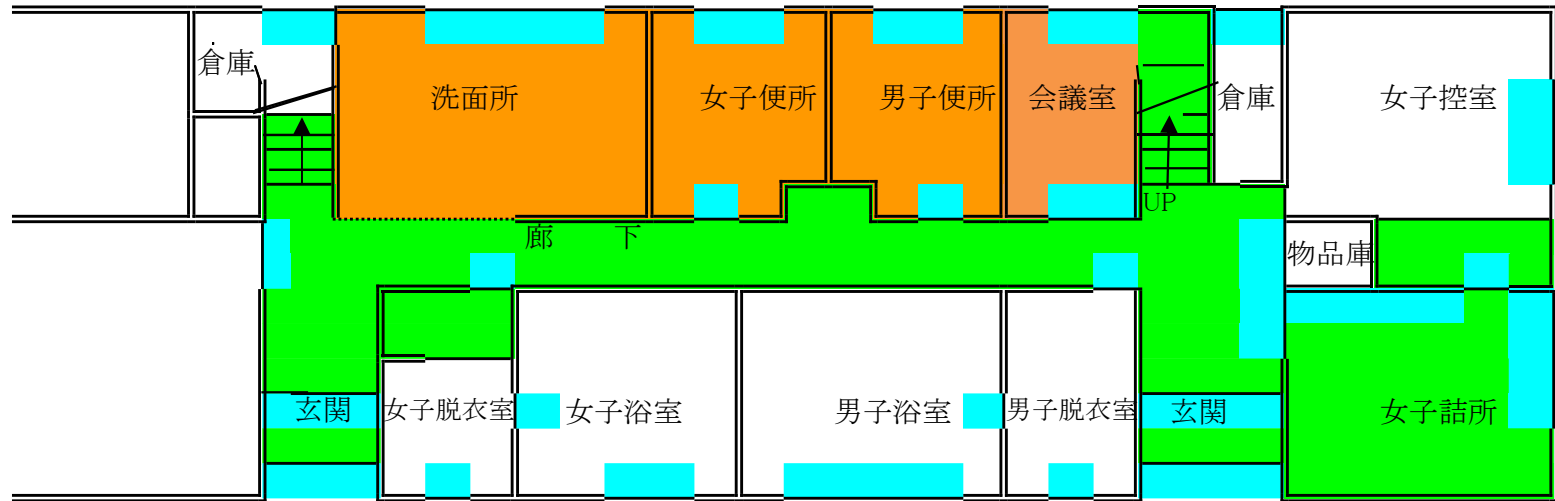 倉庫
洗面所
女子便所
男子便所
会議室
倉庫
女子控室
UP
廊　下
物品庫
玄関
女子脱衣室
女子浴室
男子浴室
男子脱衣室
玄関
女子詰所